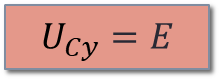 U_{Cy} = E